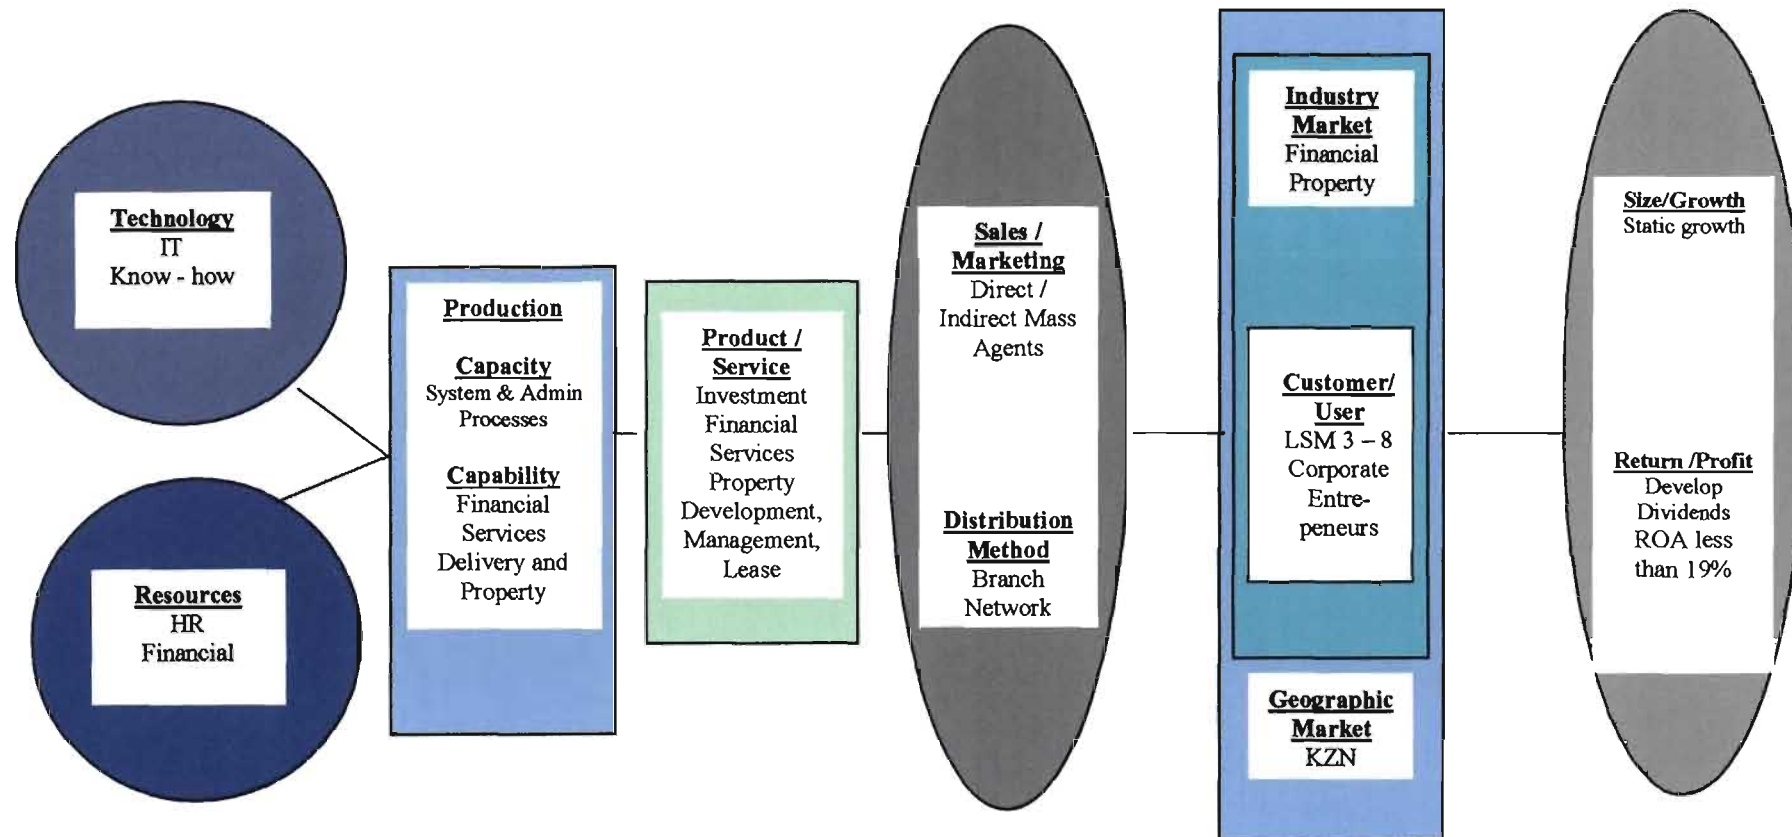 Technology
IT
Know - how
Resources
HR
Financial
Production
Capacity
System & Admin
Processes
Capability
Financial
Services
Delivery and
Property
Product /
Service
Investment
Financial
Services
Property
Development,
Management,
Lease
Sales /
Marketing
Direct /
Indirect Mass
Agents
Distribution
Method
Branch
Network
Industry
Market
Financial
Property
Customer/
User
LSM 3 – 8
Corporate
Entre-
peneurs
Geographic
Market
KZN
Size/Growth
Static growth
Return /Profit
Develop
Dividends
ROA less
than 19%